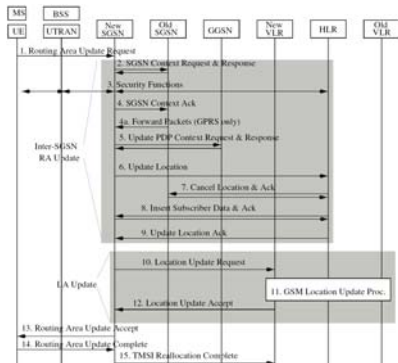 MS
BSS
New
SGSN
Old
SGSN
GGSN
New
VLR
HLR
Old
VLR
UE
UTRAN
1. Routing Area Update Request
2. SGSN Context Request & Response
3. Security Functions
4. SGSN Context Ack
4a. Forward Packets (GPRS only)
5. Update PDP Context Request & Response
Inter-SGSN
RA Update
6. Update Location
7. Cancel Location & Ack
8. Insert Subscriber Data & Ack
9. Update Location Ack
10. Location Update Request
LA Update
11. GSM Location Update Proc.
12. Location Update Accept
13. Routing Area Update Accept
14. Routing Area Update Complete
15. TMSI Reallocation Complete